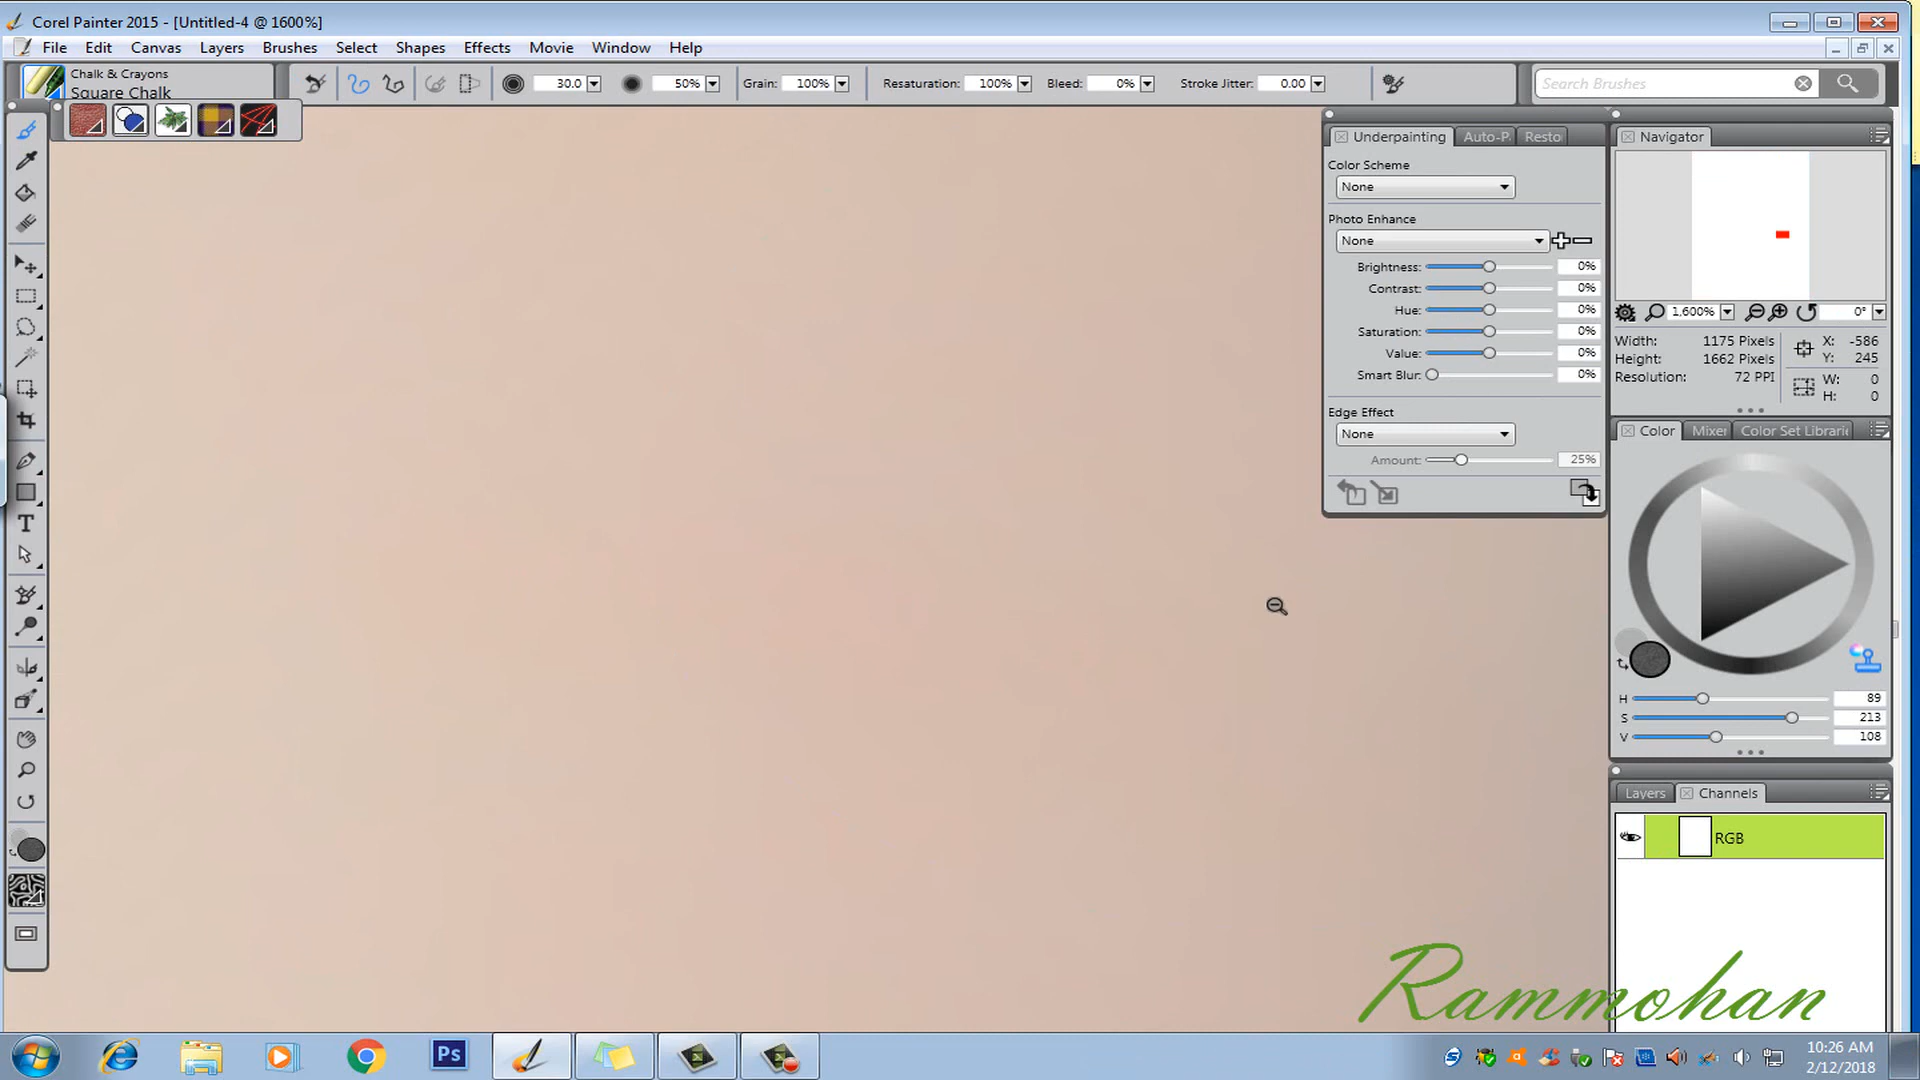 Corel Painter 2015 - [Untitled-4 @ 1600%]
File Edit Canvas Layers Brushes Select Shapes Effects Movie Window Help
Chalk & Crayons
Square Chalk
30.0 50% Grain: 100% Resaturation: 100% Bleed: 0% Stroke Jitter: 0.00
Search Brushes
Underpainting Auto-P. Resto
Color Scheme
None
Photo Enhance
None
Brightness: 0%
Contrast: 0%
Hue: 0%
Saturation: 0%
Value: 0%
Smart Blur: 0%
Edge Effect
None
Amount: 25%
Navigator
1,600% 0°
Width: 1175 Pixels
Height: 1662 Pixels
Resolution: 72 PPI
X: -586
Y: 245
W: 0
H: 0
Color Mixer Color Set Librarie
H 89
S 213
V 108
Layers Channels
RGB
T
Rammohan
Ps
10:26 AM
2/12/2018